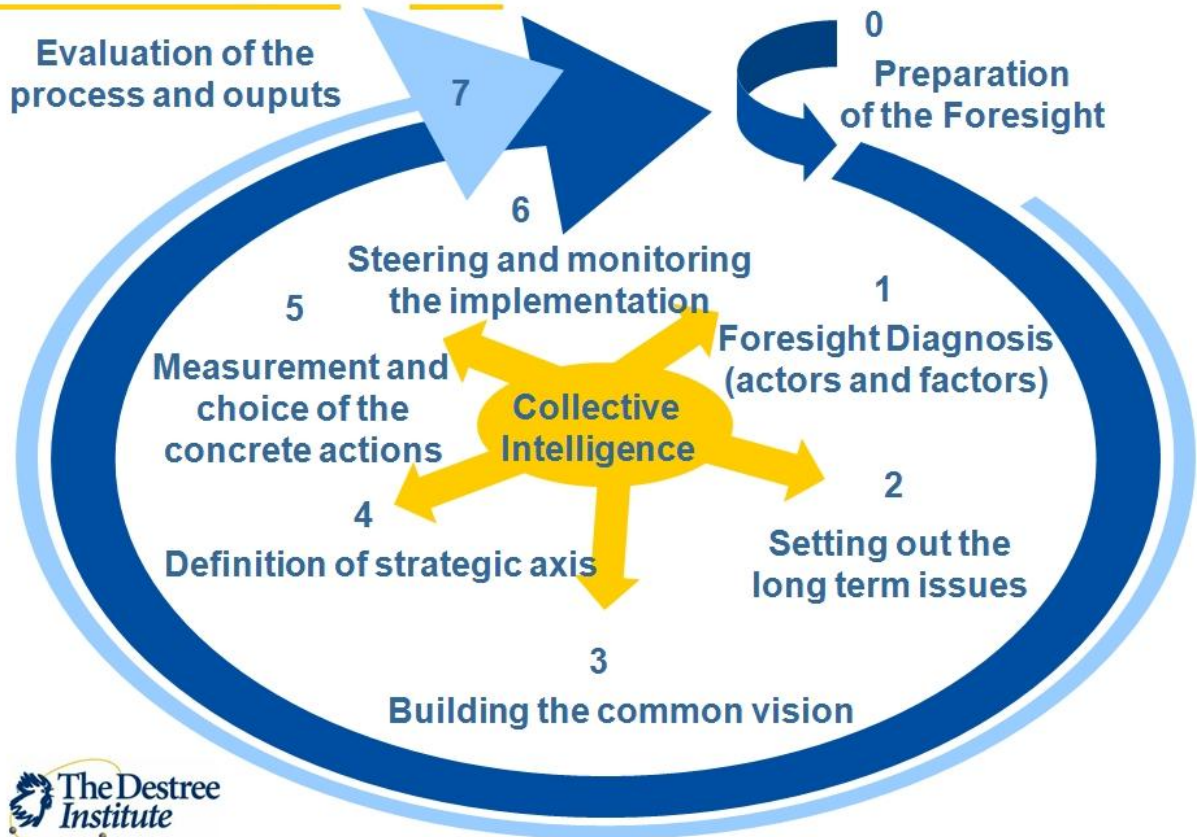 0
Preparation
of the Foresight
1
Foresight Diagnosis
(actors and factors)
2
Setting out the
long term issues
3
Building the common vision
4
Definition of strategic axis
5
Measurement and
choice of the
concrete actions
6
Steering and monitoring
the implementation
7
Evaluation of the
process and ouputs
Collective
Intelligence
The Destree
Institute